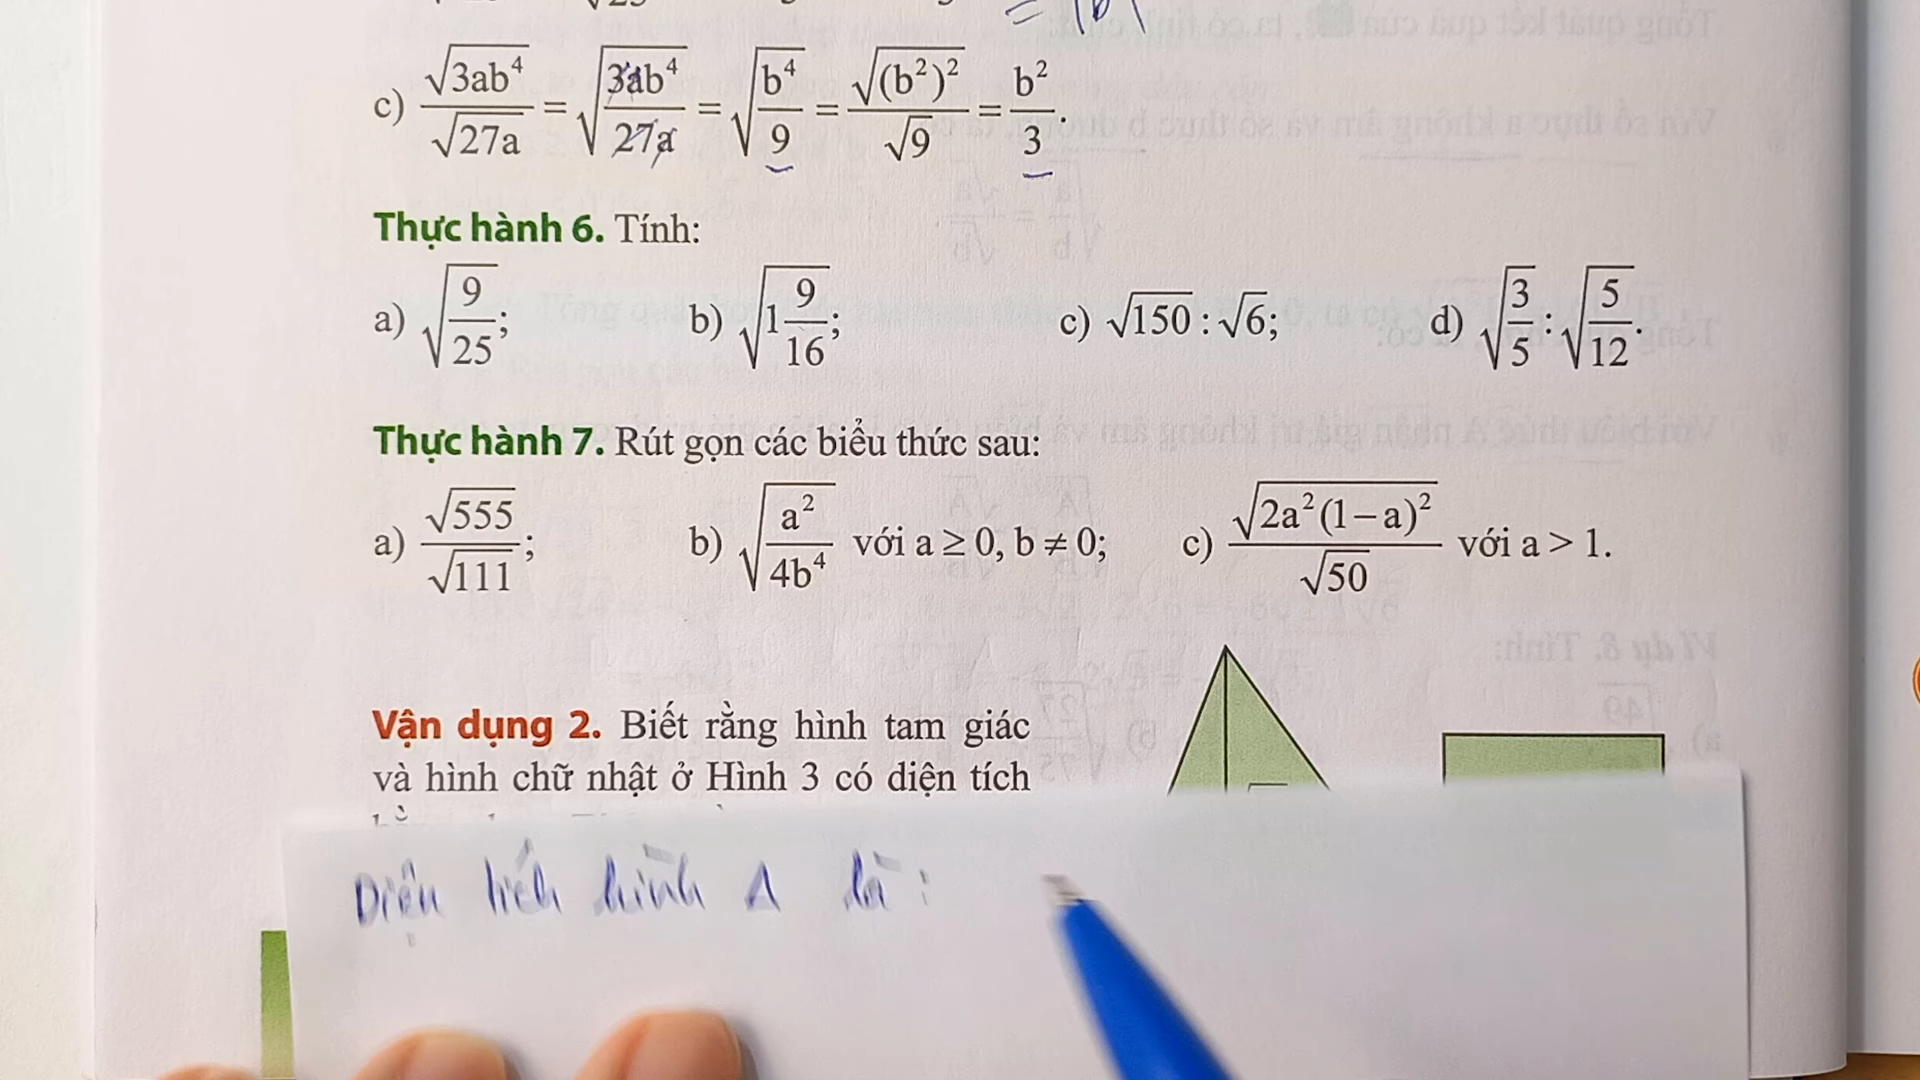 = |b|
c) √(3ab⁴)/√(27a) = √(3ab⁴/27a) = √(b⁴/9) = √((b²)²)/√9 = b²/3.
Thực hành 6. Tính:
a) √(9/25); b) √(1 9/16); c) √150 : √6; d) √(3/5) : √(5/12).
Thực hành 7. Rút gọn các biểu thức sau:
a) √555/√111; b) √(a²/4b⁴) với a ≥ 0, b ≠ 0; c) √(2a²(1−a)²)/√50 với a > 1.
Vận dụng 2. Biết rằng hình tam giác
và hình chữ nhật ở Hình 3 có diện tích
Diện tích hình Δ là: